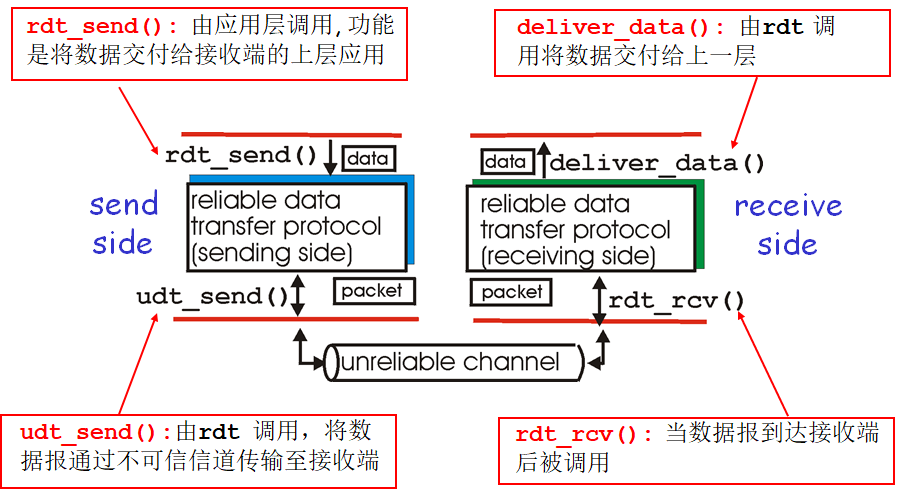 rdt_send(): 由应用层调用,功能
是将数据交付给接收端的上层应用
deliver_data(): 由rdt 调
用将数据交付给上一层
rdt_send()
data
data
deliver_data()
send
side
reliable data
transfer protocol
(sending side)
reliable data
transfer protocol
(receiving side)
receive
side
udt_send()
packet
packet
rdt_rcv()
unreliable channel
udt_send():由rdt 调用，将数
据报通过不可信信道传输至接收端
rdt_rcv(): 当数据报到达接收端
后被调用